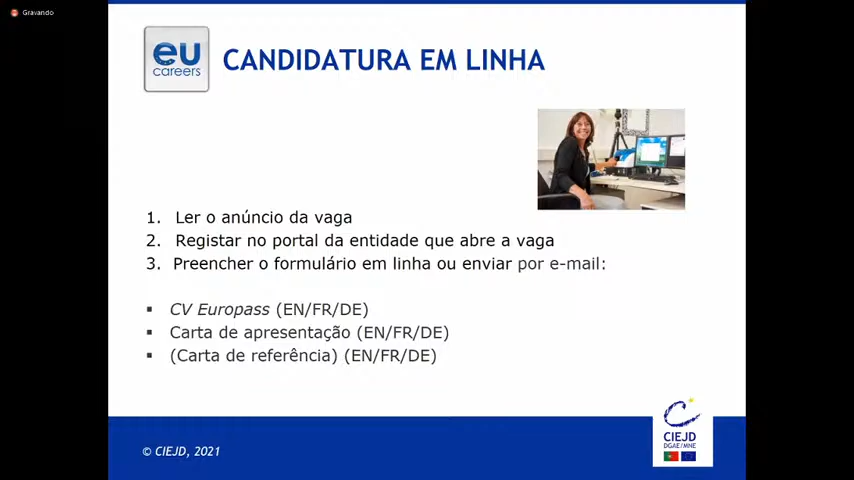 Gravando
eu
careers
CANDIDATURA EM LINHA
1. Ler o anúncio da vaga
2. Registar no portal da entidade que abre a vaga
3. Preencher o formulário em linha ou enviar por e-mail:
▪ CV Europass (EN/FR/DE)
▪ Carta de apresentação (EN/FR/DE)
▪ (Carta de referência) (EN/FR/DE)
© CIEJD, 2021
CIEJD
DGAE/MNE